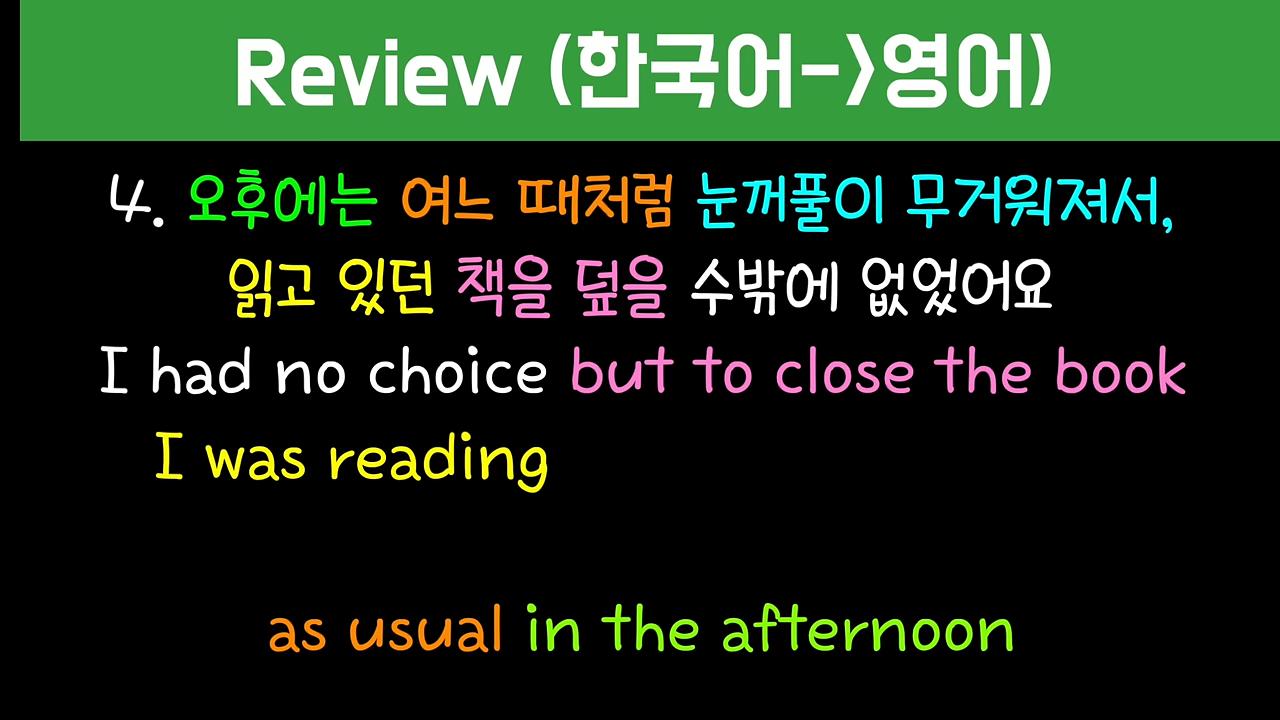 Review (한국어->영어)
4. 오후에는 여느 때처럼 눈꺼풀이 무거워져서,
읽고 있던 책을 덮을 수밖에 없었어요
I had no choice but to close the book
I was reading
as usual in the afternoon